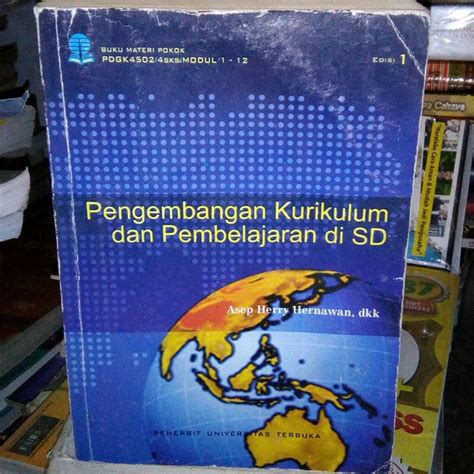 BUKU MATERI POKOK
PDGK4502/4SKS/MODUL 1 - 12
EDISI 1
Pengembangan Kurikulum
dan Pembelajaran di SD
Asep Herry Hernawan, dkk
PENERBIT UNIVERSITAS TERBUKA